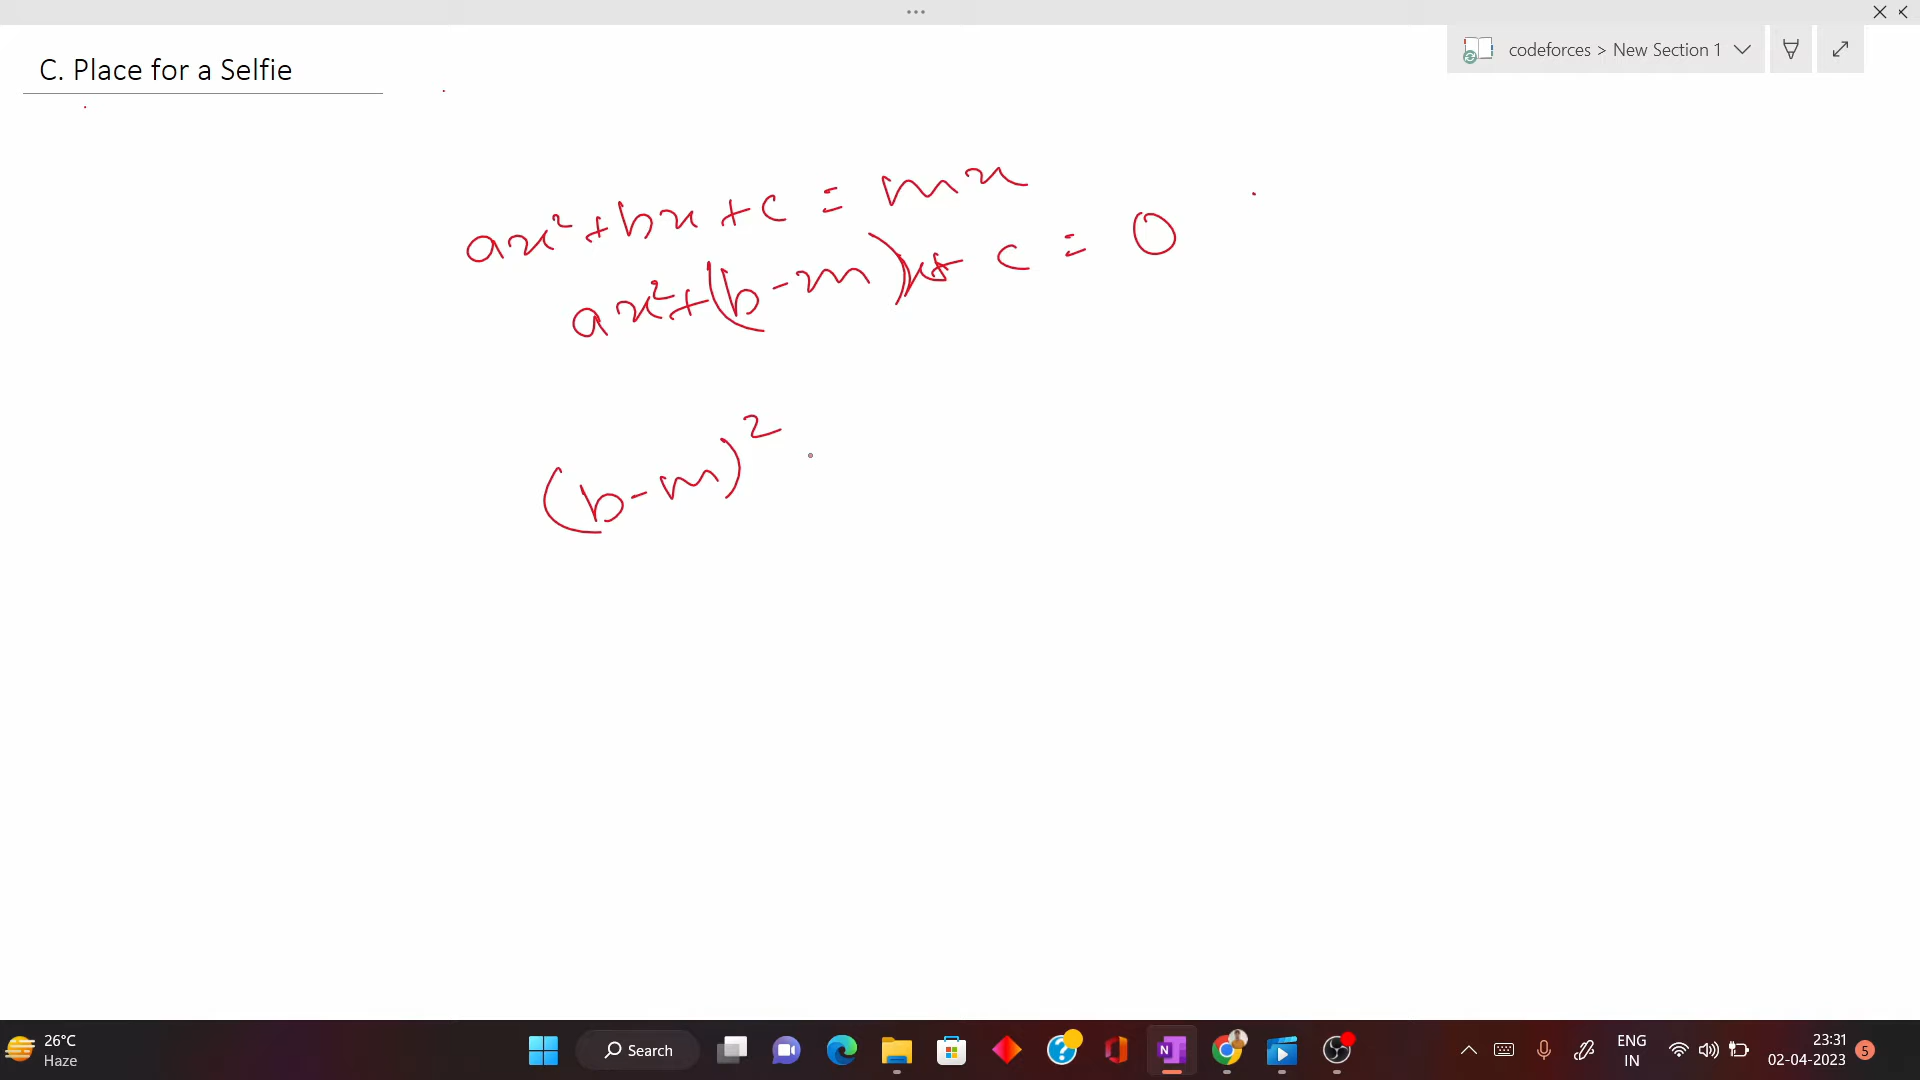 codeforces > New Section 1
C. Place for a Selfie
ax² + bx + c = mx
ax² + (b - m)x + c = 0
(b - m)²
26°C
Haze
Search
ENG
IN
23:31
02-04-2023
5